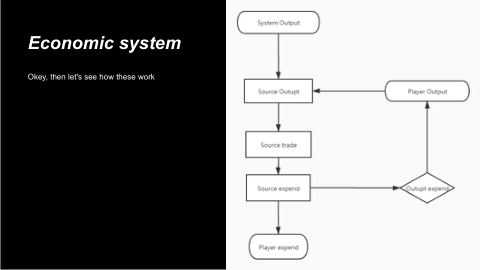 Economic system
Okey, then let's see how these work
System Output
Source Outupt
Player Output
Source trade
Source expend
Outupt expend
Player expend